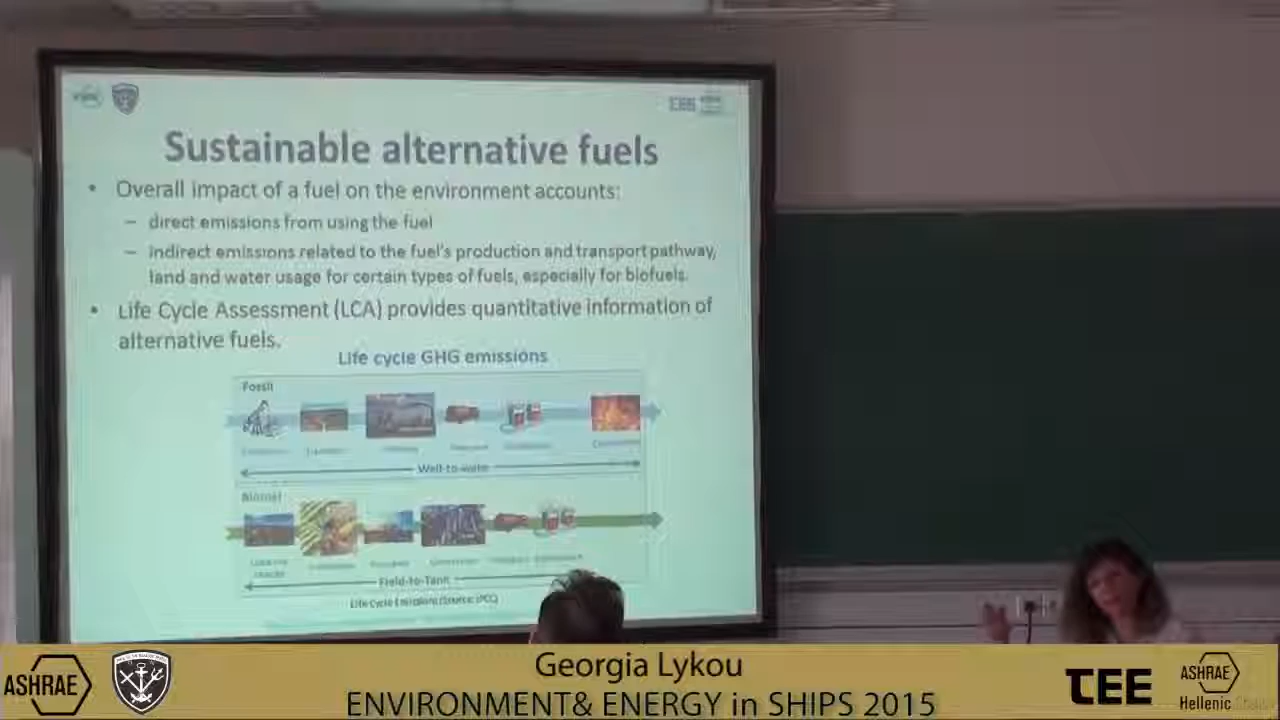 Sustainable alternative fuels
• Overall impact of a fuel on the environment accounts:
– direct emissions from using the fuel
– indirect emissions related to the fuel's production and transport pathway,
land and water usage for certain types of fuels, especially for biofuels.
• Life Cycle Assessment (LCA) provides quantitative information of
alternative fuels.
Life cycle GHG emissions
Fossil
Well-to-wake
Biofuel
Field-to-Tank
Life Cycle Emissions (Source: IPCC)
ASHRAE
Georgia Lykou
ENVIRONMENT& ENERGY in SHIPS 2015
TEE
ASHRAE
Hellenic